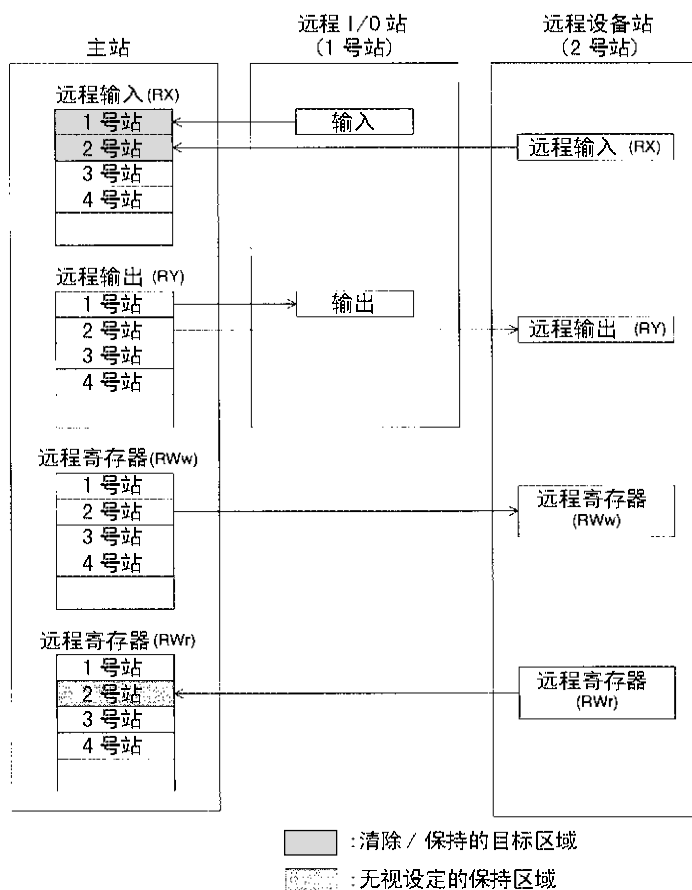 主站
远程 I/O 站
(1 号站)
远程设备站
(2 号站)
远程输入(RX)
1 号站
2 号站
3 号站
4 号站
输入
远程输入 (RX)
远程输出 (RY)
1 号站
2 号站
3 号站
4 号站
输出
远程输出 (RY)
远程寄存器(RWw)
1 号站
2 号站
3 号站
4 号站
远程寄存器
(RWw)
远程寄存器(RWr)
1 号站
2 号站
3 号站
4 号站
远程寄存器
(RWr)
:清除 / 保持的目标区域
:无视设定的保持区域